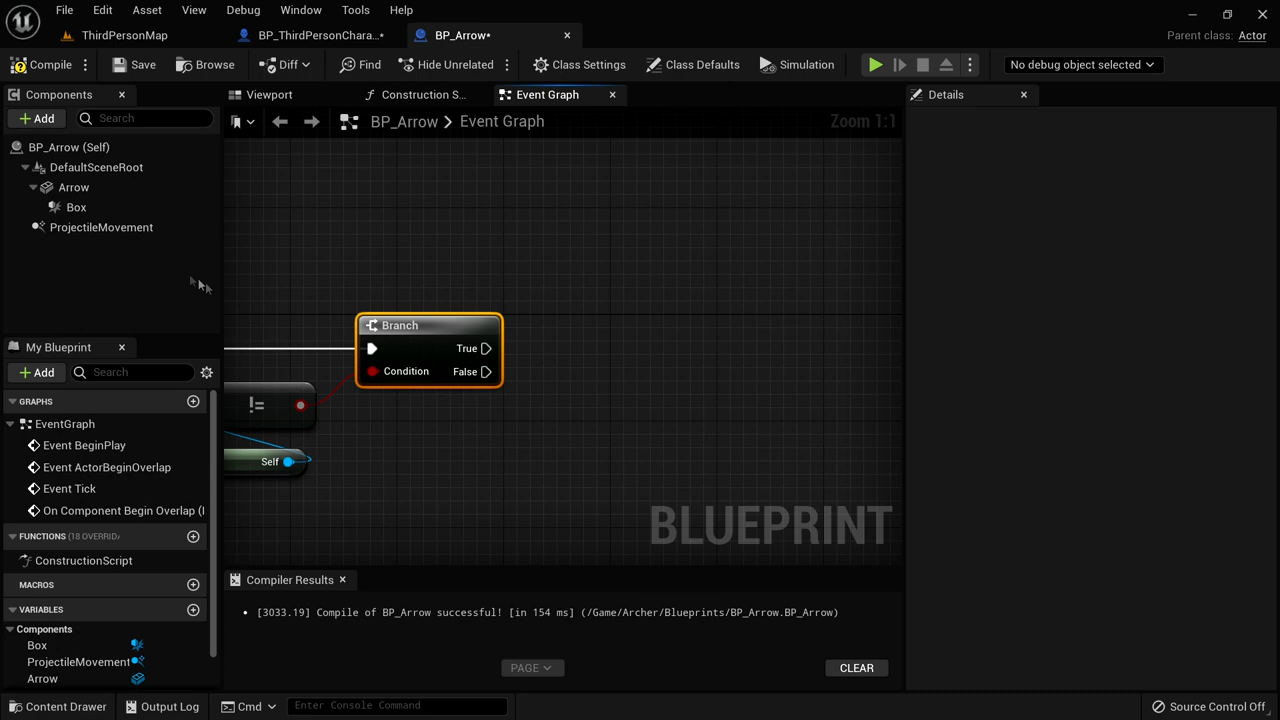 File Edit Asset View Debug Window Tools Help
ThirdPersonMap BP_ThirdPersonChara...* BP_Arrow* Parent class: Actor
Compile Save Browse Diff Find Hide Unrelated Class Settings Class Defaults Simulation No debug object selected
Components Viewport Construction S... Event Graph Details
Add Search BP_Arrow > Event Graph Zoom 1:1
BP_Arrow (Self)
DefaultSceneRoot
Arrow
Box
ProjectileMovement
Branch
True
Condition False
!=
Self
BLUEPRINT
My Blueprint
Add Search
GRAPHS
EventGraph
Event BeginPlay
Event ActorBeginOverlap
Event Tick
On Component Begin Overlap (
FUNCTIONS (18 OVERRID
ConstructionScript
MACROS
VARIABLES
Components
Box
ProjectileMovement
Arrow
Compiler Results
• [3033.19] Compile of BP_Arrow successful! [in 154 ms] (/Game/Archer/Blueprints/BP_Arrow.BP_Arrow)
PAGE CLEAR
Content Drawer Output Log Cmd Enter Console Command Source Control Off